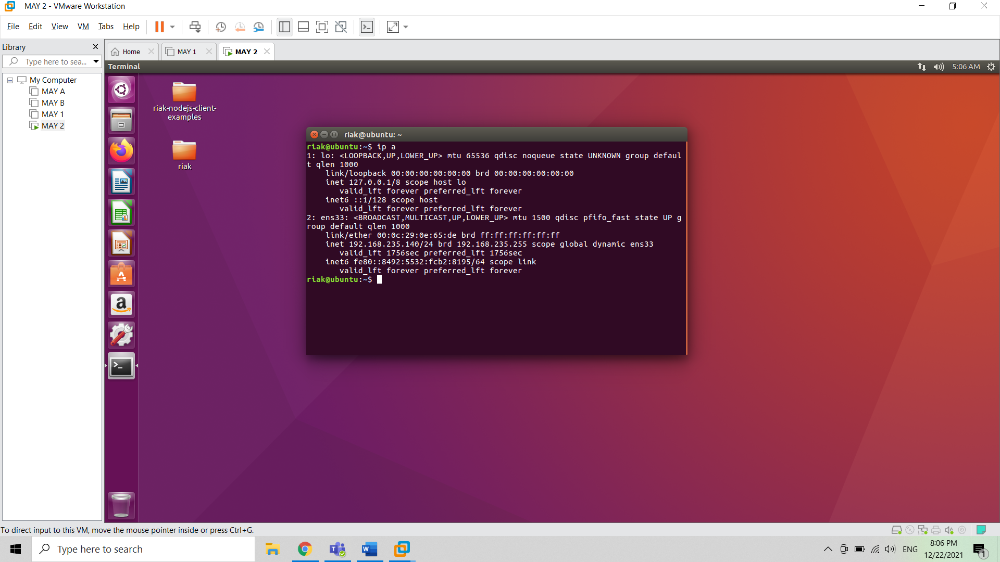 MAY 2 - VMware Workstation
File Edit View VM Tabs Help
Library
Type here to sea...
My Computer
MAY A
MAY B
MAY 1
MAY 2
Home MAY 1 MAY 2
Terminal 5:06 AM
riak-nodejs-client-
examples
riak
riak@ubuntu: ~
riak@ubuntu:~$ ip a
1: lo: <LOOPBACK,UP,LOWER_UP> mtu 65536 qdisc noqueue state UNKNOWN group defaul
t qlen 1000
link/loopback 00:00:00:00:00:00 brd 00:00:00:00:00:00
inet 127.0.0.1/8 scope host lo
valid_lft forever preferred_lft forever
inet6 ::1/128 scope host
valid_lft forever preferred_lft forever
2: ens33: <BROADCAST,MULTICAST,UP,LOWER_UP> mtu 1500 qdisc pfifo_fast state UP g
roup default qlen 1000
link/ether 00:0c:29:0e:65:de brd ff:ff:ff:ff:ff:ff
inet 192.168.235.140/24 brd 192.168.235.255 scope global dynamic ens33
valid_lft 1756sec preferred_lft 1756sec
inet6 fe80::8492:5532:fcb2:8195/64 scope link
valid_lft forever preferred_lft forever
riak@ubuntu:~$
To direct input to this VM, move the mouse pointer inside or press Ctrl+G.
Type here to search
ENG
8:06 PM
12/22/2021
1